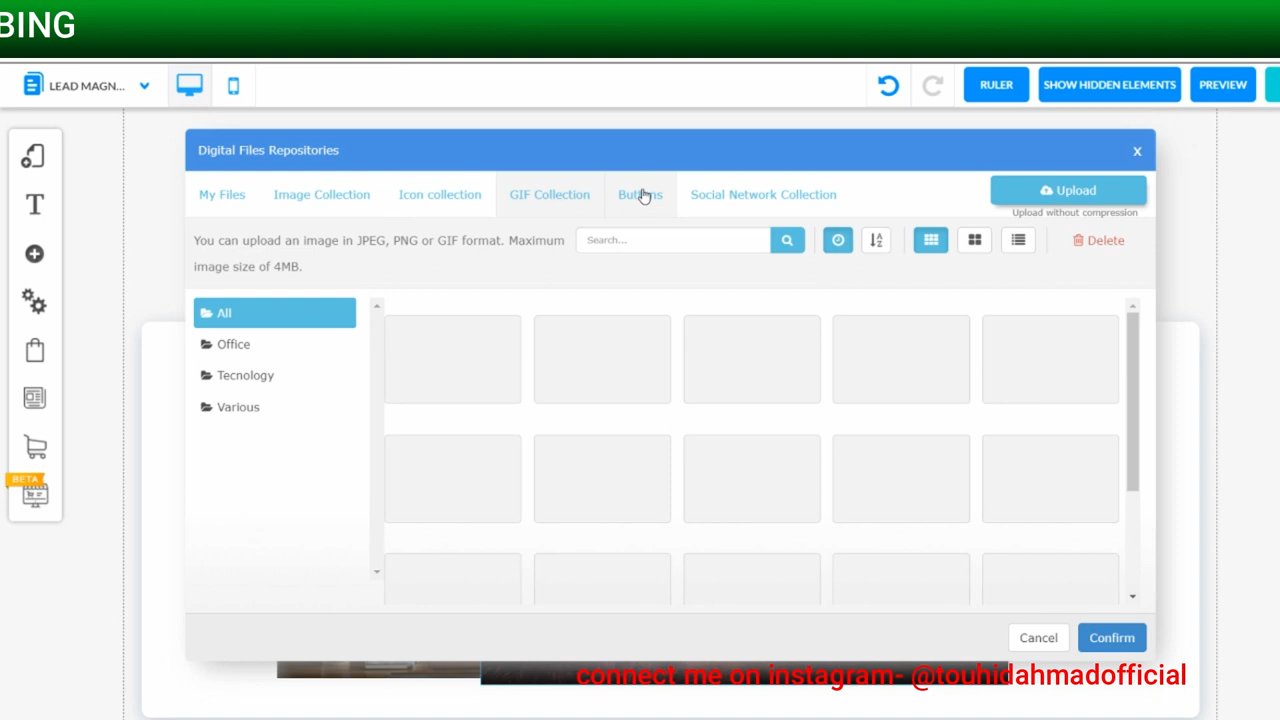 BING
LEAD MAGN...
RULER
SHOW HIDDEN ELEMENTS
PREVIEW
Digital Files Repositories
X
My Files
Image Collection
Icon collection
GIF Collection
Buttons
Social Network Collection
Upload
Upload without compression
You can upload an image in JPEG, PNG or GIF format. Maximum
image size of 4MB.
Search...
Delete
All
Office
Tecnology
Various
T
BETA
Cancel
Confirm
connect me on instagram- @touhidahmadofficial